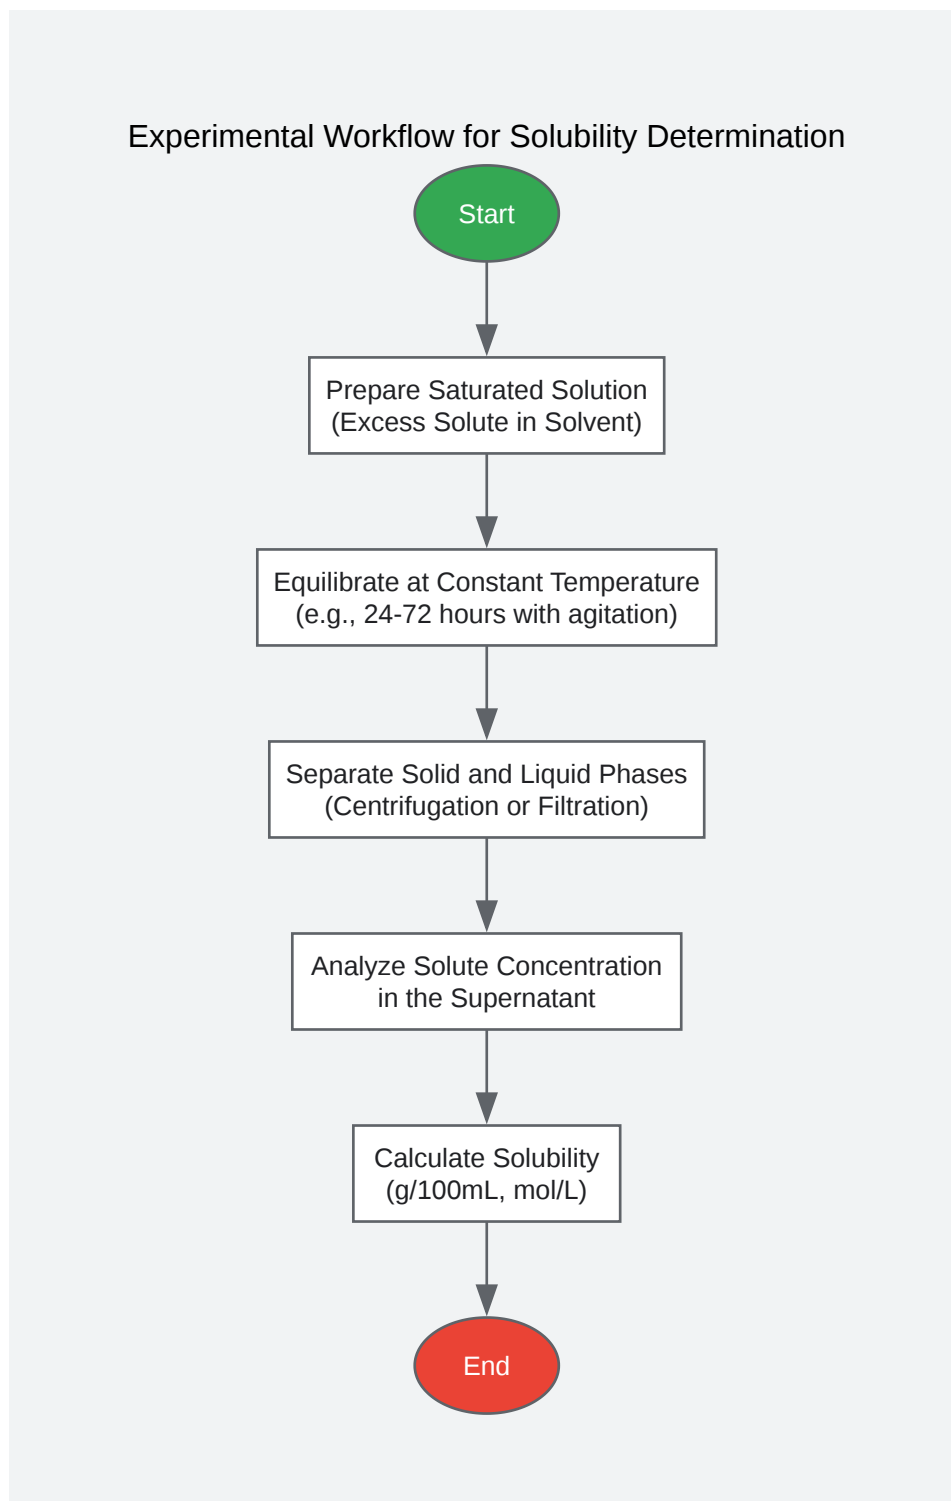 Experimental Workflow for Solubility Determination
Start
Prepare Saturated Solution
(Excess Solute in Solvent)
Equilibrate at Constant Temperature
(e.g., 24-72 hours with agitation)
Separate Solid and Liquid Phases
(Centrifugation or Filtration)
Analyze Solute Concentration
in the Supernatant
Calculate Solubility
(g/100mL, mol/L)
End